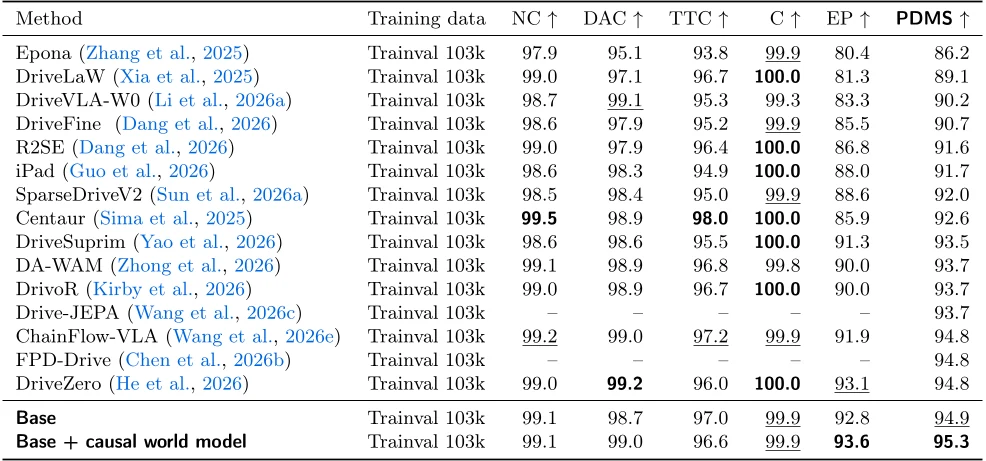 Method Training data NC ↑ DAC ↑ TTC ↑ C ↑ EP ↑ PDMS ↑
Epona (Zhang et al., 2025) Trainval 103k 97.9 95.1 93.8 99.9 80.4 86.2
DriveLaW (Xia et al., 2025) Trainval 103k 99.0 97.1 96.7 100.0 81.3 89.1
DriveVLA-W0 (Li et al., 2026a) Trainval 103k 98.7 99.1 95.3 99.3 83.3 90.2
DriveFine (Dang et al., 2026) Trainval 103k 98.6 97.9 95.2 99.9 85.5 90.7
R2SE (Dang et al., 2026) Trainval 103k 99.0 97.9 96.4 100.0 86.8 91.6
iPad (Guo et al., 2026) Trainval 103k 98.6 98.3 94.9 100.0 88.0 91.7
SparseDriveV2 (Sun et al., 2026a) Trainval 103k 98.5 98.4 95.0 99.9 88.6 92.0
Centaur (Sima et al., 2025) Trainval 103k 99.5 98.9 98.0 100.0 85.9 92.6
DriveSuprim (Yao et al., 2026) Trainval 103k 98.6 98.6 95.5 100.0 91.3 93.5
DA-WAM (Zhong et al., 2026) Trainval 103k 99.1 98.9 96.8 99.8 90.0 93.7
DrivoR (Kirby et al., 2026) Trainval 103k 99.0 98.9 96.7 100.0 90.0 93.7
Drive-JEPA (Wang et al., 2026c) Trainval 103k – – – – – 93.7
ChainFlow-VLA (Wang et al., 2026e) Trainval 103k 99.2 99.0 97.2 99.9 91.9 94.8
FPD-Drive (Chen et al., 2026b) Trainval 103k – – – – – 94.8
DriveZero (He et al., 2026) Trainval 103k 99.0 99.2 96.0 100.0 93.1 94.8
Base Trainval 103k 99.1 98.7 97.0 99.9 92.8 94.9
Base + causal world model Trainval 103k 99.1 99.0 96.6 99.9 93.6 95.3